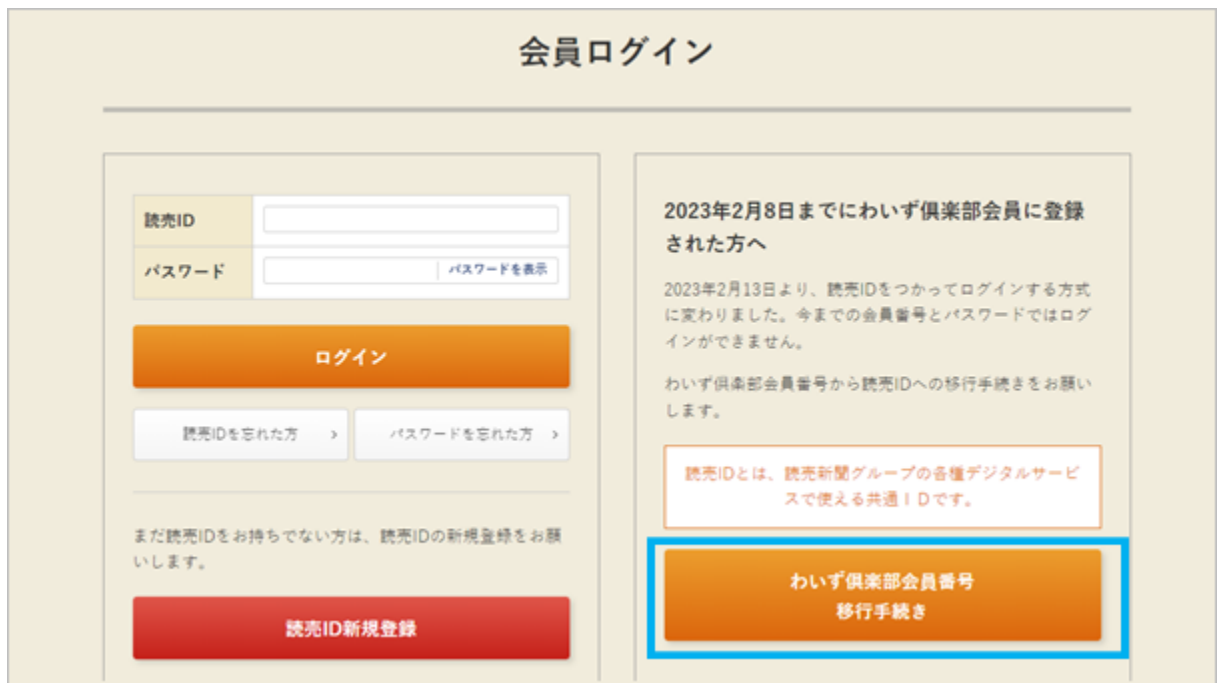 会員ログイン
読売ID
パスワード
パスワードを表示
ログイン
読売IDを忘れた方 ›
パスワードを忘れた方 ›
まだ読売IDをお持ちでない方は、読売IDの新規登録をお願
いします。
読売ID新規登録
2023年2月8日までにわいず倶楽部会員に登録
された方へ
2023年2月13日より、読売IDをつかってログインする方式
に変わりました。今までの会員番号とパスワードではログ
インができません。
わいず倶楽部会員番号から読売IDへの移行手続きをお願い
します。
読売IDとは、読売新聞グループの各種デジタルサービ
スで使える共通ＩＤです。
わいず倶楽部会員番号
移行手続き